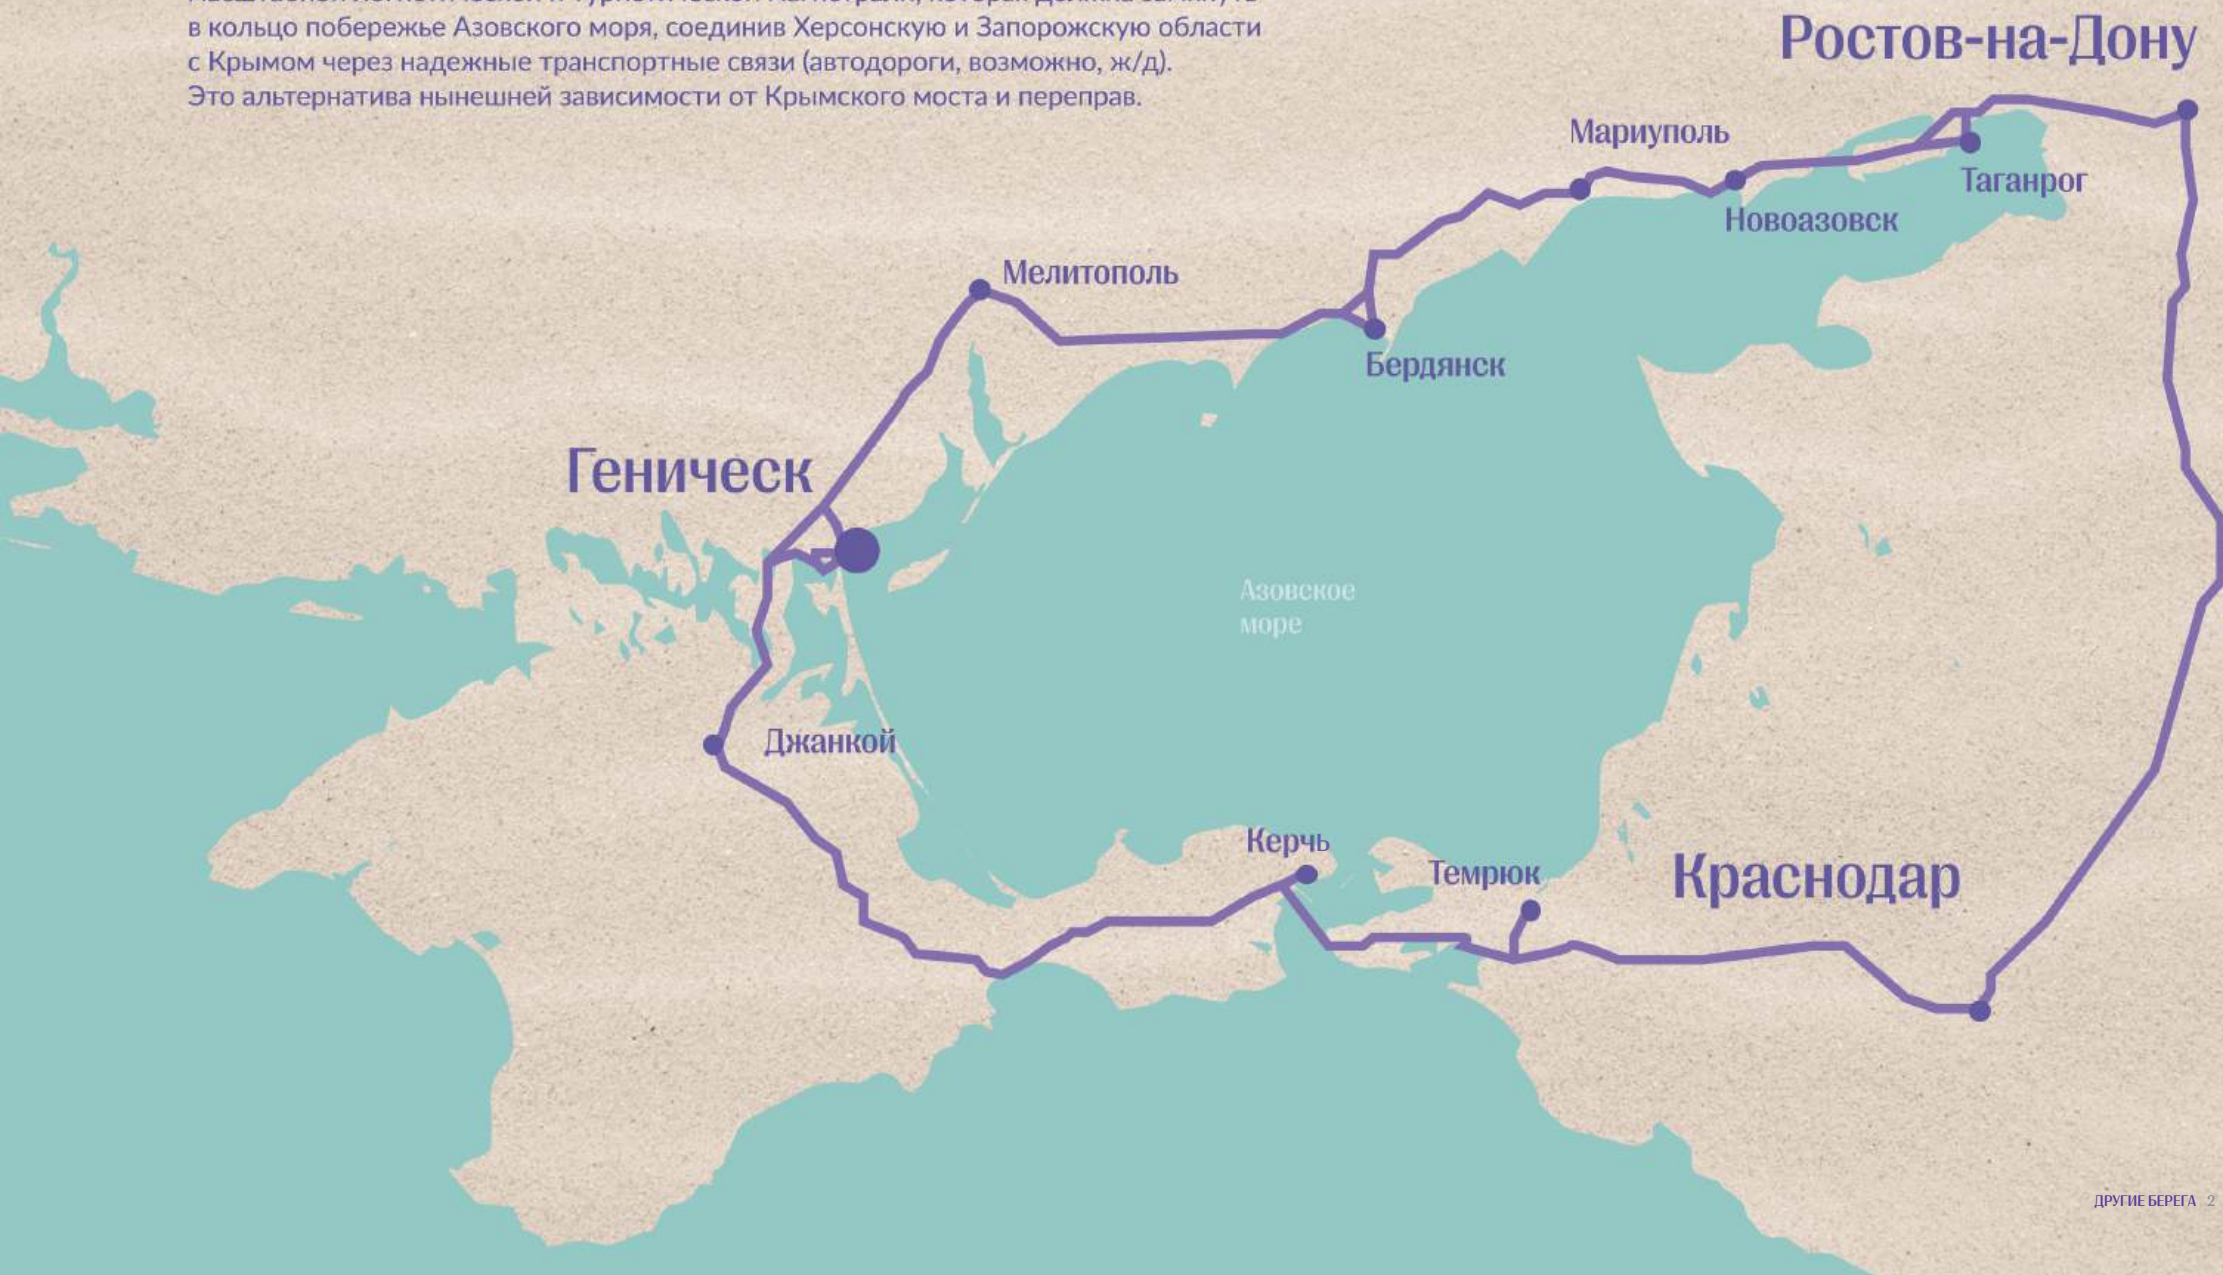 в кольцо побережье Азовского моря, соединив Херсонскую и Запорожскую области
с Крымом через надежные транспортные связи (автодороги, возможно, ж/д).
Это альтернатива нынешней зависимости от Крымского моста и переправ.
Ростов-на-Дону
Мариуполь
Таганрог
Новоазовск
Мелитополь
Бердянск
Геническ
Азовское
море
Джанкой
Керчь
Темрюк
Краснодар
ДРУГИЕ БЕРЕГА 2